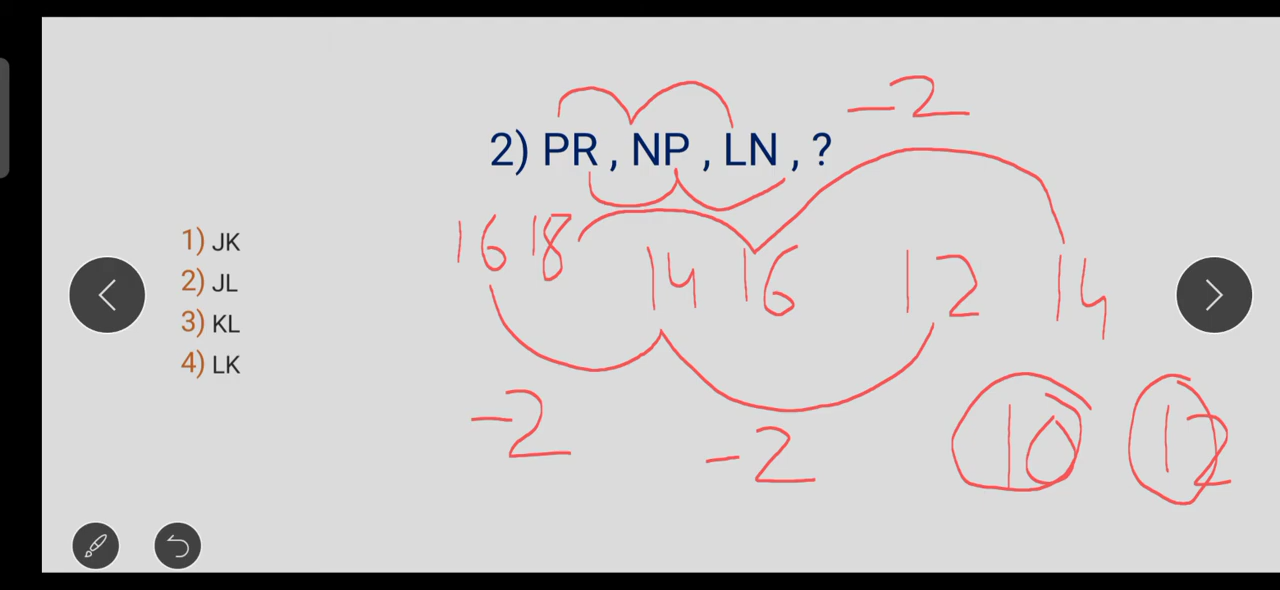 -2
2) PR , NP , LN , ?
16 18 14 16 12 14
1) JK
2) JL
3) KL
4) LK
-2 -2 10 12